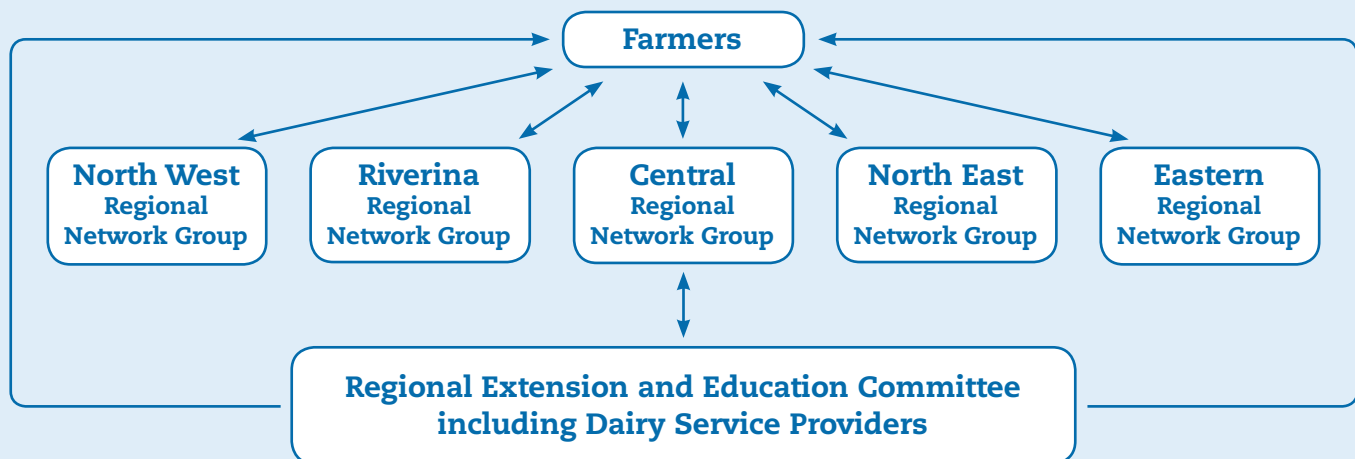 Farmers
North West
Regional
Network Group
Riverina
Regional
Network Group
Central
Regional
Network Group
North East
Regional
Network Group
Eastern
Regional
Network Group
Regional Extension and Education Committee
including Dairy Service Providers